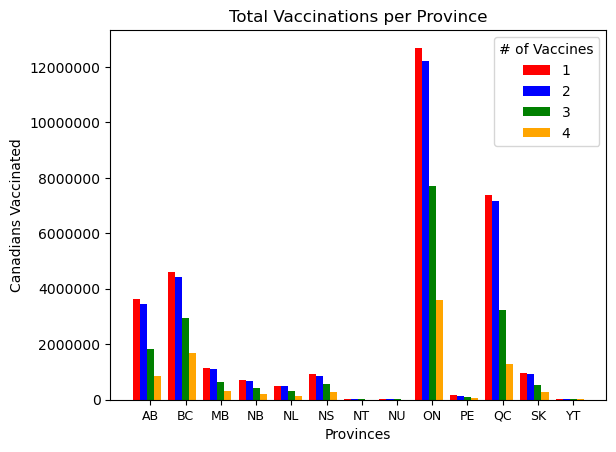 Total Vaccinations per Province
# of Vaccines
1
2
3
4
Canadians Vaccinated
12000000
10000000
8000000
6000000
4000000
2000000
0
AB BC MB NB NL NS NT NU ON PE QC SK YT
Provinces